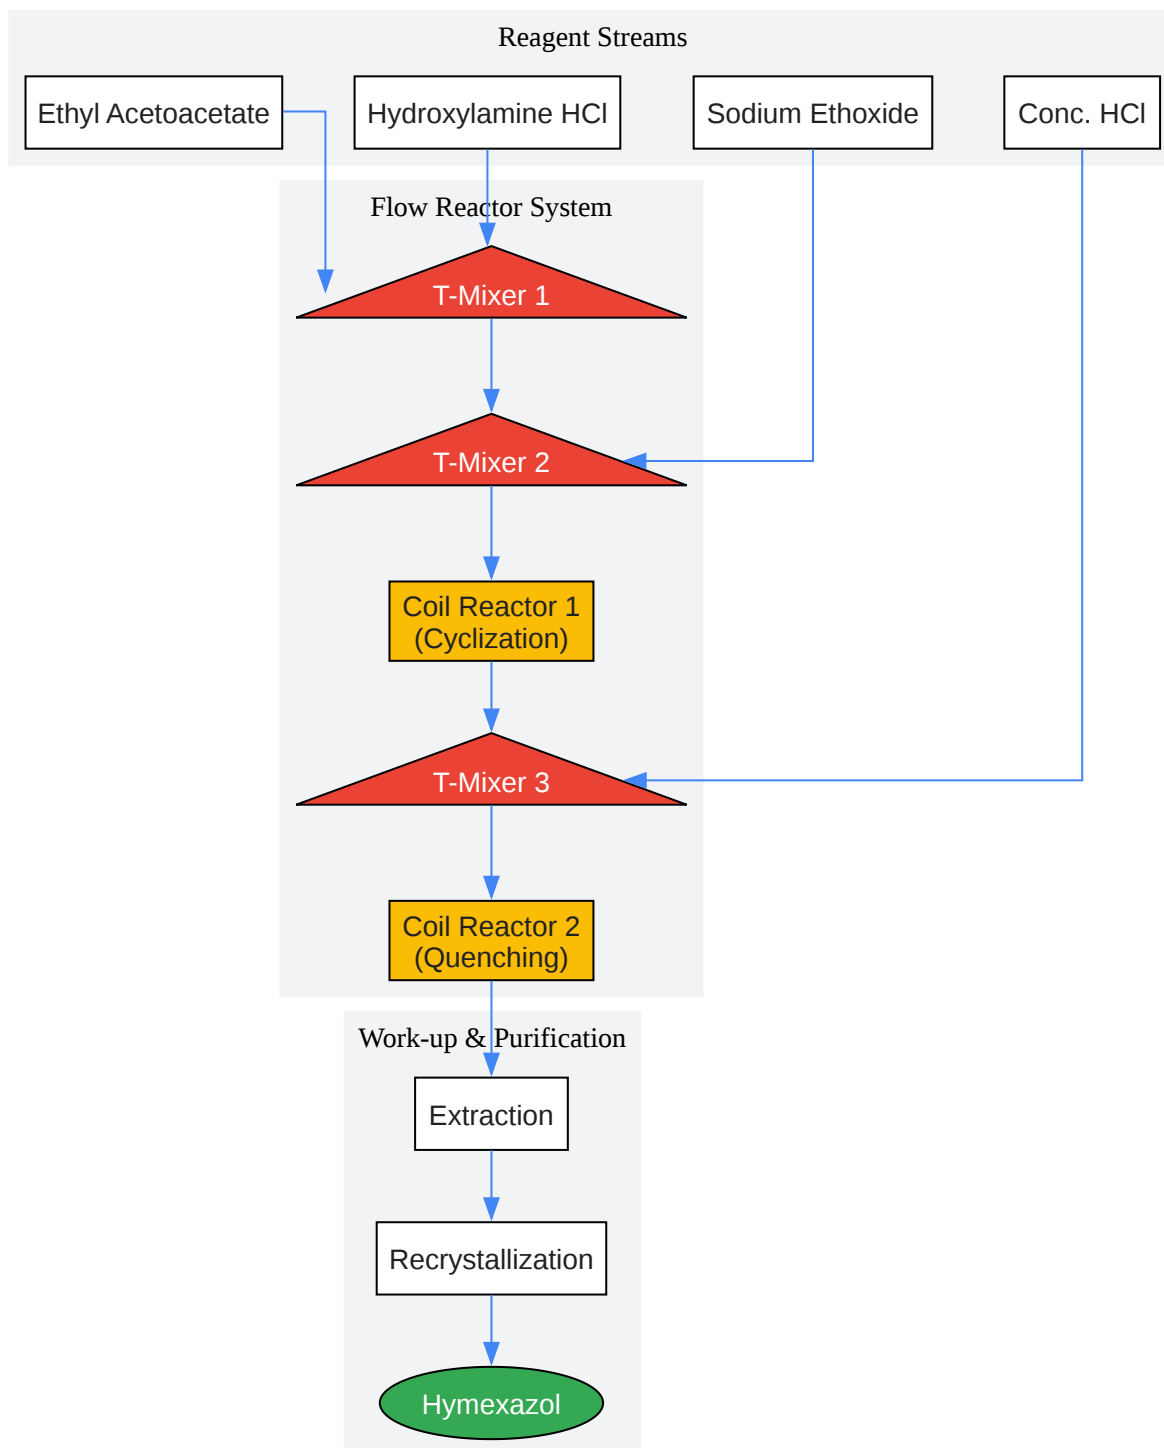 Reagent Streams
Ethyl Acetoacetate
Hydroxylamine HCl
Sodium Ethoxide
Conc. HCl
Flow Reactor System
T-Mixer 1
T-Mixer 2
Coil Reactor 1
(Cyclization)
T-Mixer 3
Coil Reactor 2
(Quenching)
Work-up & Purification
Extraction
Recrystallization
Hymexazol